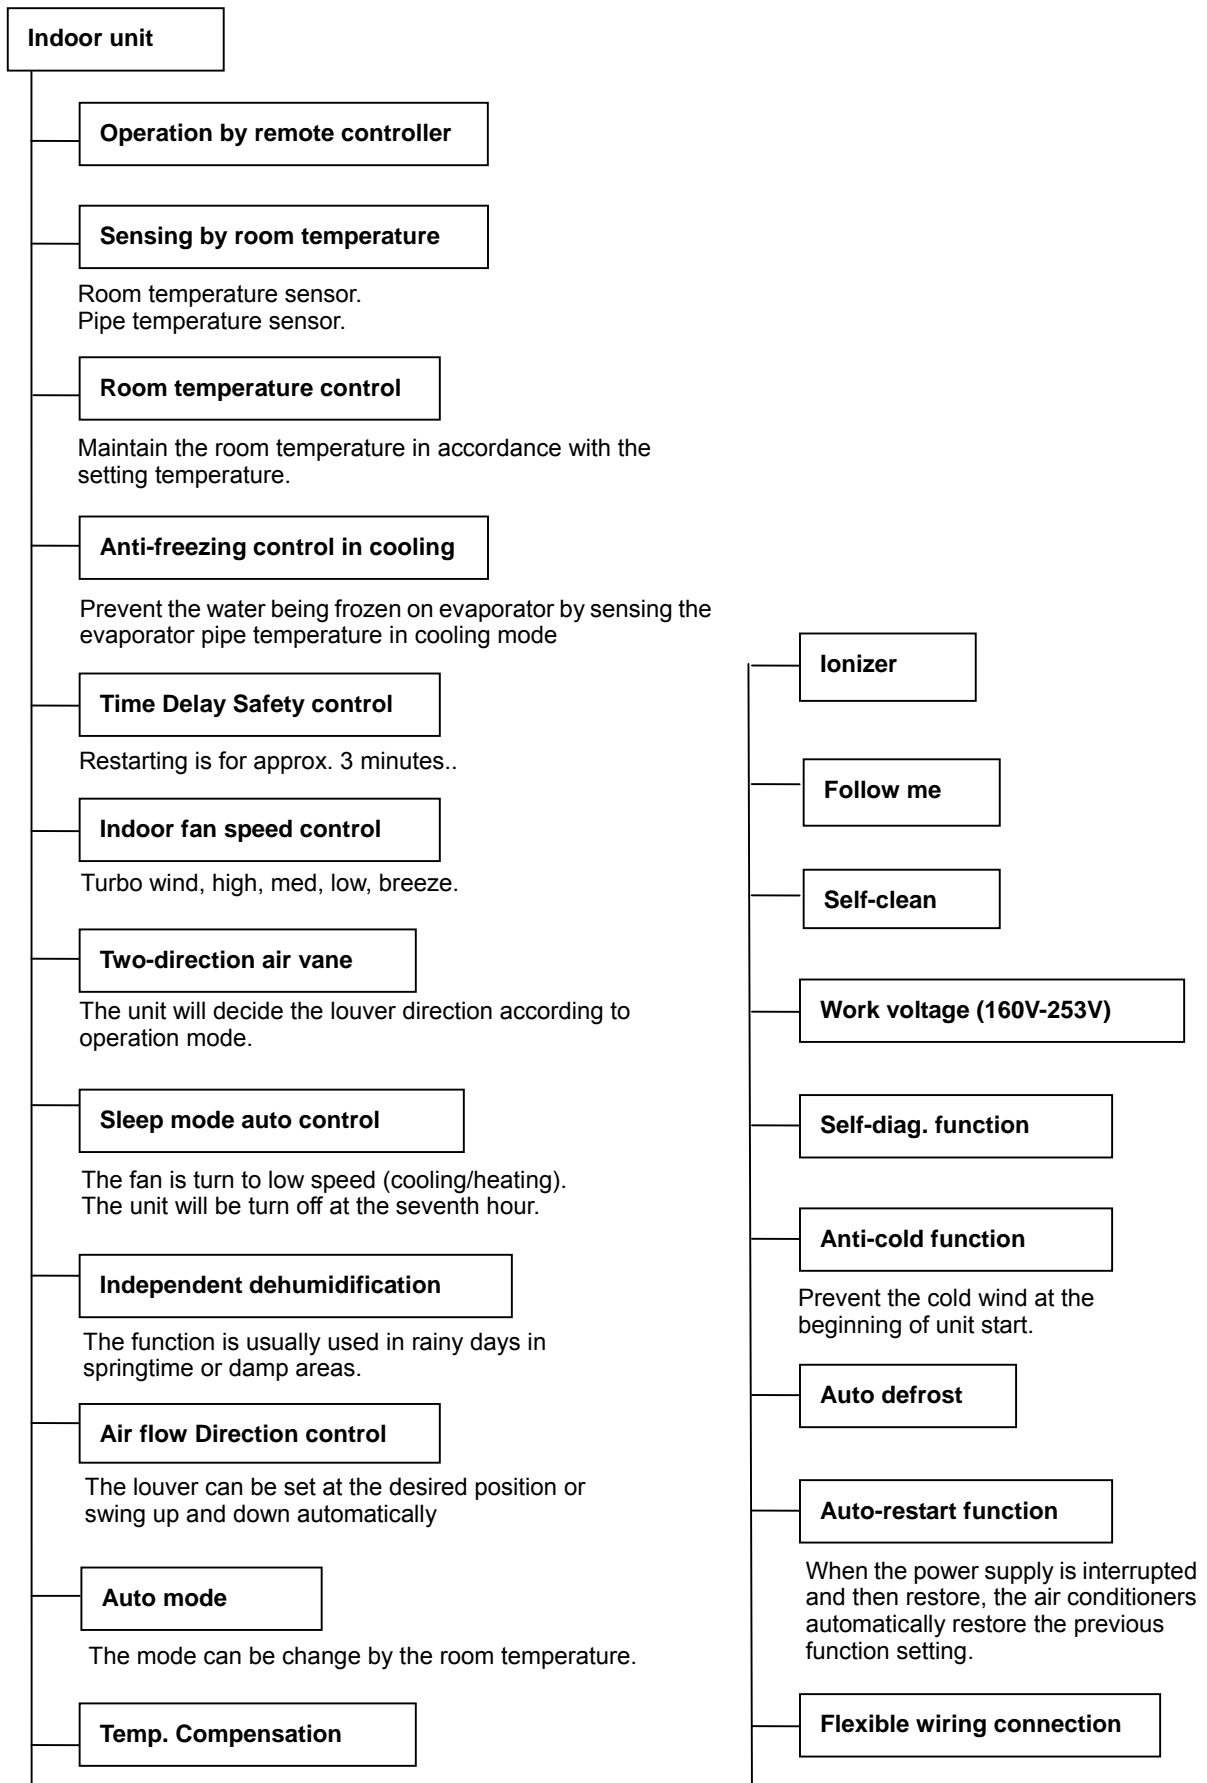 Indoor unit
Operation by remote controller
Sensing by room temperature
Room temperature sensor.
Pipe temperature sensor.
Room temperature control
Maintain the room temperature in accordance with the
setting temperature.
Anti-freezing control in cooling
Prevent the water being frozen on evaporator by sensing the
evaporator pipe temperature in cooling mode
Time Delay Safety control
Restarting is for approx. 3 minutes..
Indoor fan speed control
Turbo wind, high, med, low, breeze.
Two-direction air vane
The unit will decide the louver direction according to
operation mode.
Sleep mode auto control
The fan is turn to low speed (cooling/heating).
The unit will be turn off at the seventh hour.
Independent dehumidification
The function is usually used in rainy days in
springtime or damp areas.
Air flow Direction control
The louver can be set at the desired position or
swing up and down automatically
Auto mode
The mode can be change by the room temperature.
Temp. Compensation
Ionizer
Follow me
Self-clean
Work voltage (160V-253V)
Self-diag. function
Anti-cold function
Prevent the cold wind at the
beginning of unit start.
Auto defrost
Auto-restart function
When the power supply is interrupted
and then restore, the air conditioners
automatically restore the previous
function setting.
Flexible wiring connection